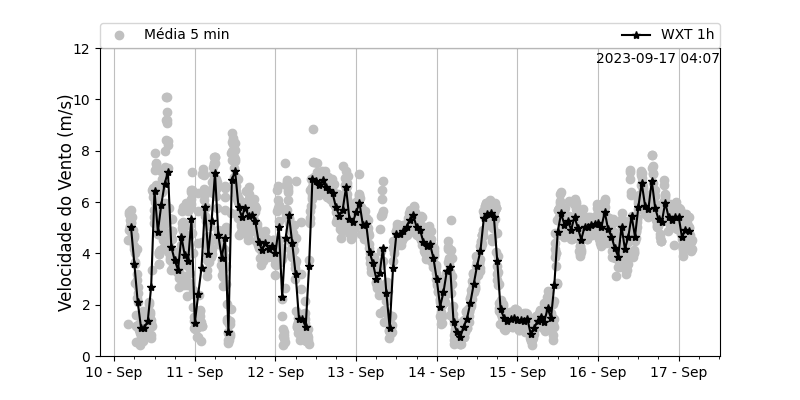 Média 5 min
WXT 1h
2023-09-17 04:07
Velocidade do Vento (m/s)
12
10
8
6
4
2
0
10 - Sep 11 - Sep 12 - Sep 13 - Sep 14 - Sep 15 - Sep 16 - Sep 17 - Sep